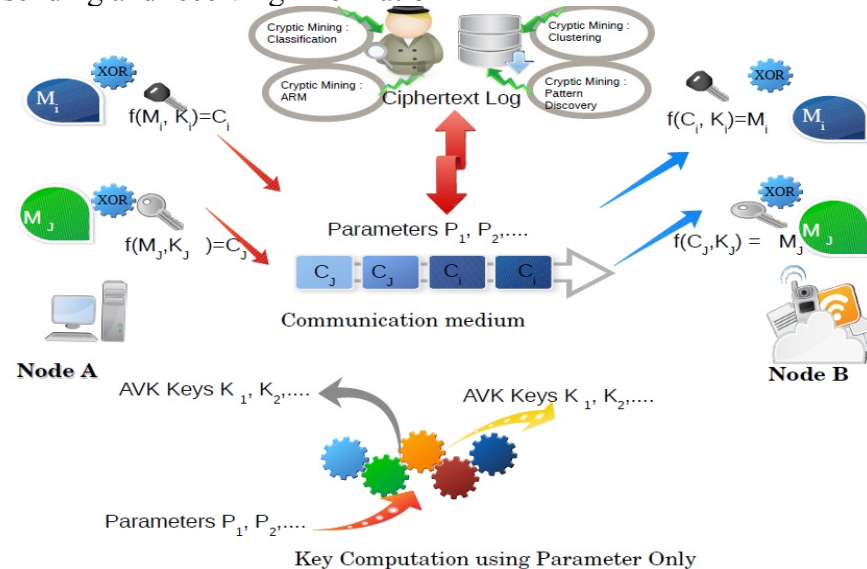 Cryptic Mining :
Classification
Cryptic Mining :
Clustering
Cryptic Mining :
ARM
Cryptic Mining :
Pattern
Discovery
Ciphertext Log
XOR
M_i
f(M_i, K_i)=C_i
XOR
M_i
f(C_i, K_i)=M_i
XOR
M_J
f(M_J,K_J )=C_J
XOR
M_J
f(C_J,K_J) = M_J
Parameters P_1, P_2,....
C_J C_J C_i C_i
Communication medium
Node A
Node B
AVK Keys K_1, K_2,....
AVK Keys K_1, K_2,....
Parameters P_1, P_2,....
Key Computation using Parameter Only